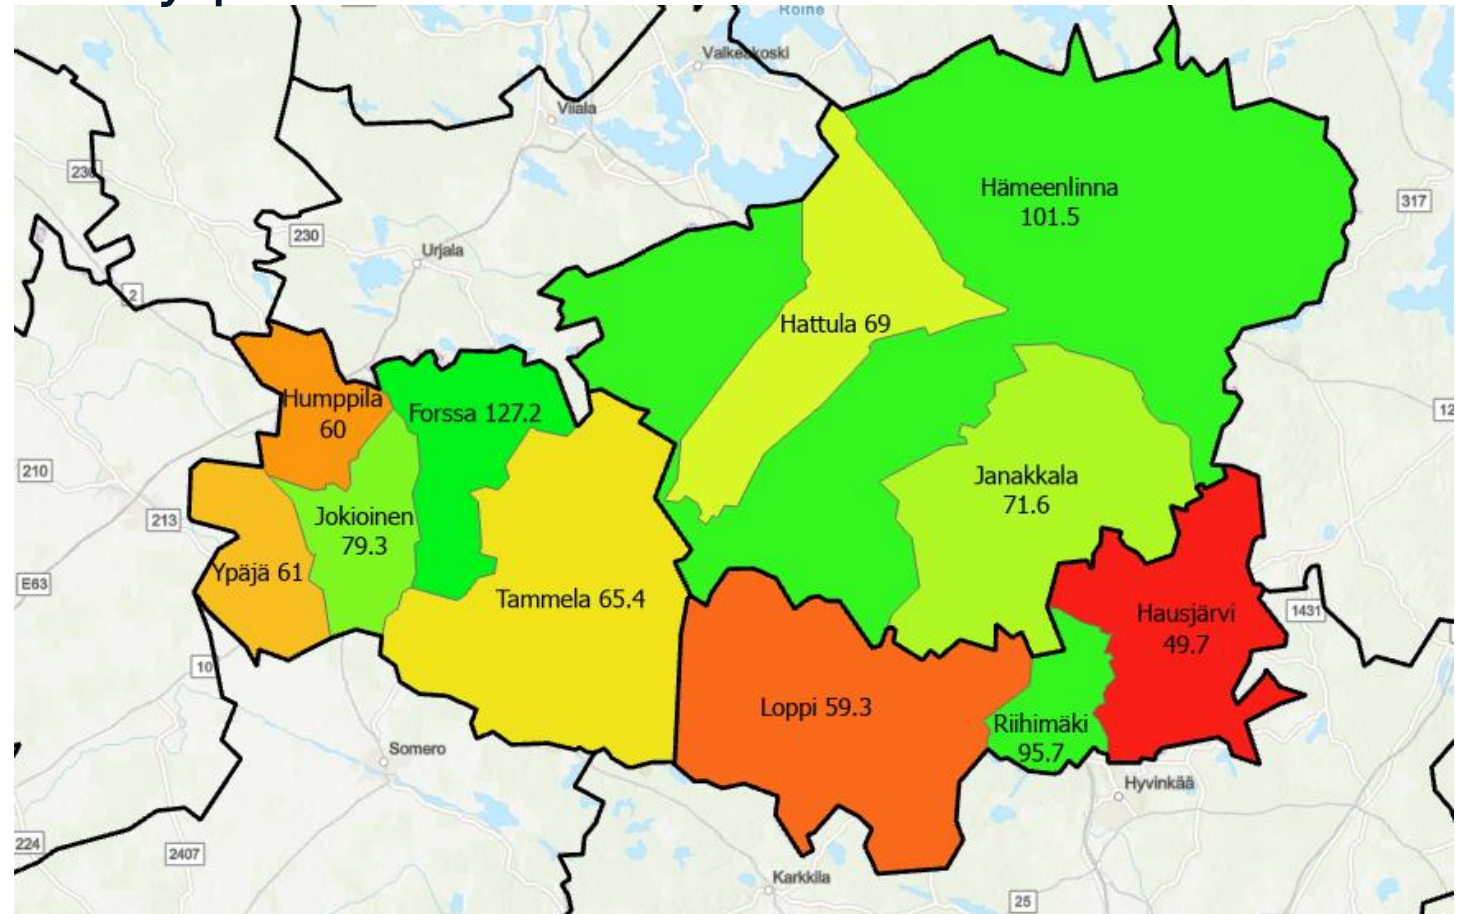 Roine
Valkeakoski
Viiala
230
Hämeenlinna
101.5
317
230
Urjala
2
Hattula 69
Humppila
60
Forssa 127.2
12
210
Janakkala
71.6
213
Jokioinen
79.3
Ypäjä 61
E63
Tammela 65.4
Hausjärvi
49.7
1431
10
Loppi 59.3
Riihimäki
95.7
Somero
Hyvinkää
224
2407
Karkkila
25